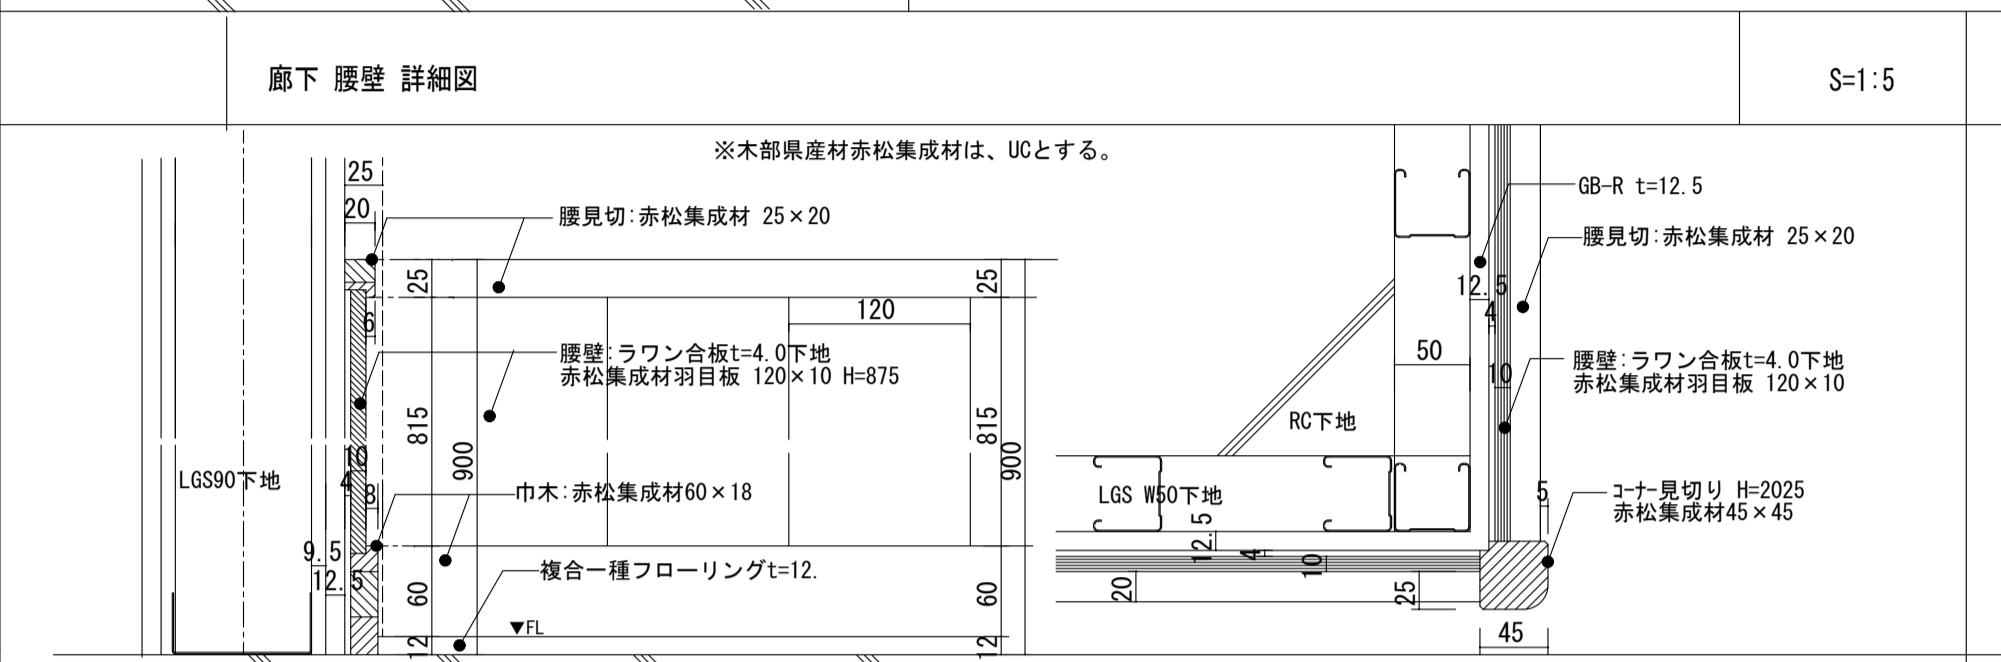 廊下 腰壁 詳細図
S=1:5
※木部県産材赤松集成材は、UCとする。
25
20
腰見切:赤松集成材 25×20
25
25
6
120
腰壁:ラワン合板t=4.0下地
赤松集成材羽目板 120×10 H=875
815
815
900
900
10
4
8
LGS90下地
巾木:赤松集成材60×18
9.5
12.5
複合一種フローリングt=12.
60
60
▼FL
12
12
GB-R t=12.5
腰見切:赤松集成材 25×20
12.5
4
50
10
腰壁:ラワン合板t=4.0下地
赤松集成材羽目板 120×10
RC下地
LGS W50下地
5
コーナー見切り H=2025
赤松集成材45×45
12.5
4
10
20
25
45